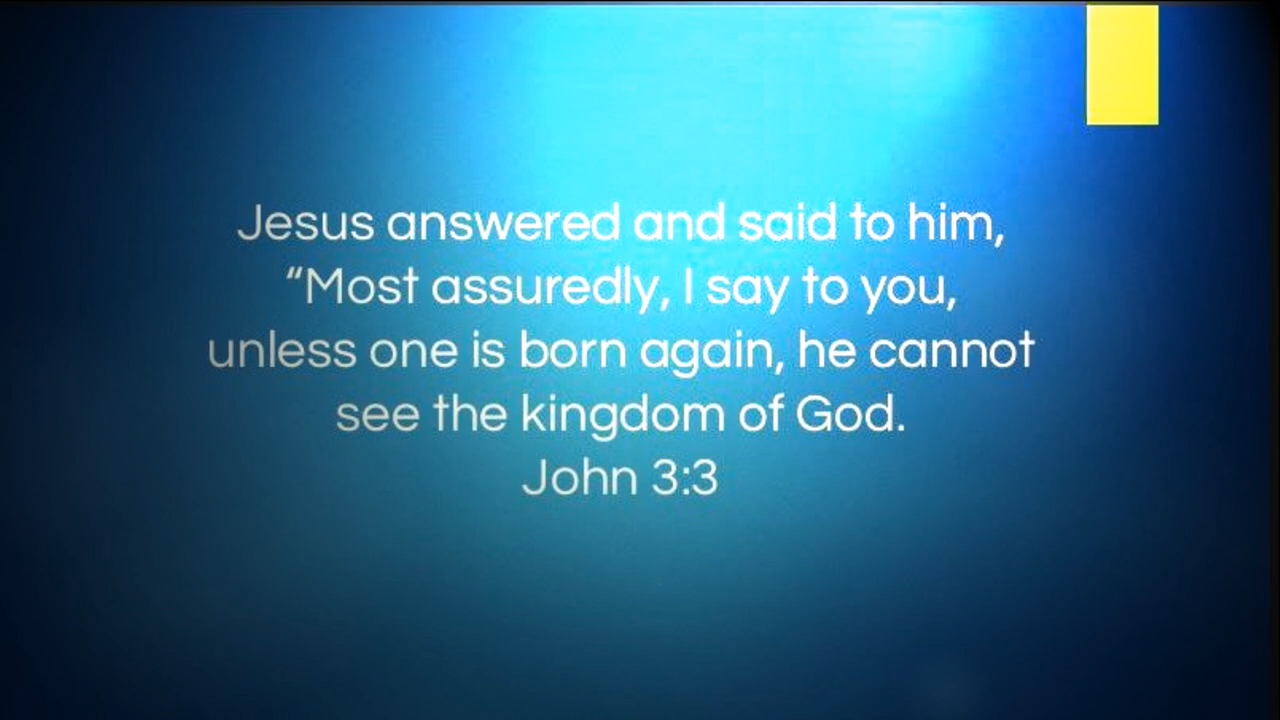 Jesus answered and said to him,
“Most assuredly, I say to you,
unless one is born again, he cannot
see the kingdom of God.
John 3:3